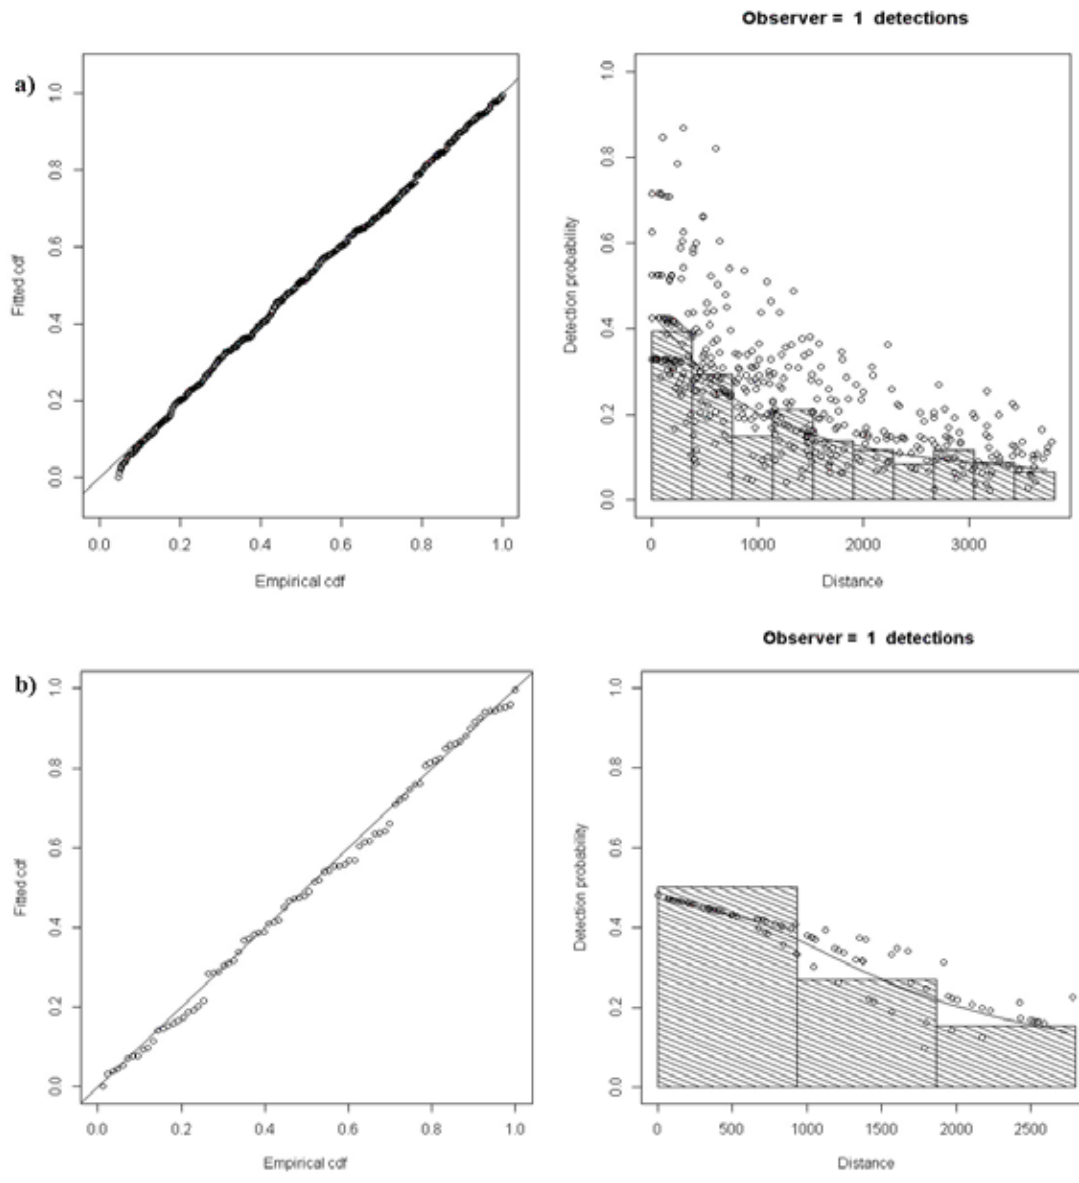 Observer = 1 detections
a)
1.0
0.8
0.6
0.4
0.2
0.0
Fitted cdf
0.0 0.2 0.4 0.6 0.8 1.0
Empirical cdf
1.0
0.8
0.6
0.4
0.2
0.0
Detection probability
0 1000 2000 3000
Distance
Observer = 1 detections
b)
1.0
0.8
0.6
0.4
0.2
0.0
Fitted cdf
0.0 0.2 0.4 0.6 0.8 1.0
Empirical cdf
1.0
0.8
0.6
0.4
0.2
0.0
Detection probability
0 500 1000 1500 2000 2500
Distance